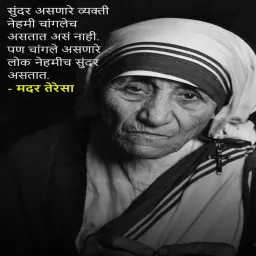 सुंदर असणारे व्यक्ती
नेहमी चांगलेच
असतात असं नाही.
पण चांगले असणारे
लोक नेहमीच सुंदर
असतात.
- मदर तेरेसा